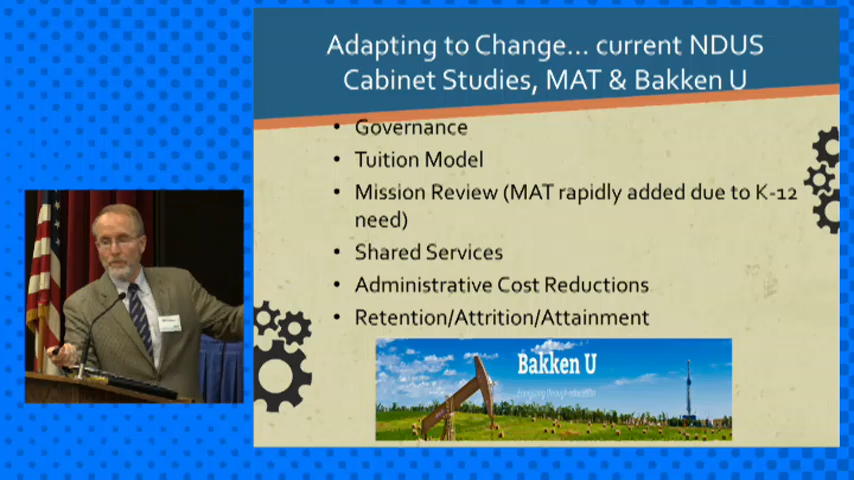 Adapting to Change... current NDUS
Cabinet Studies, MAT & Bakken U
• Governance
• Tuition Model
• Mission Review (MAT rapidly added due to K-12
need)
• Shared Services
• Administrative Cost Reductions
• Retention/Attrition/Attainment
Bakken U